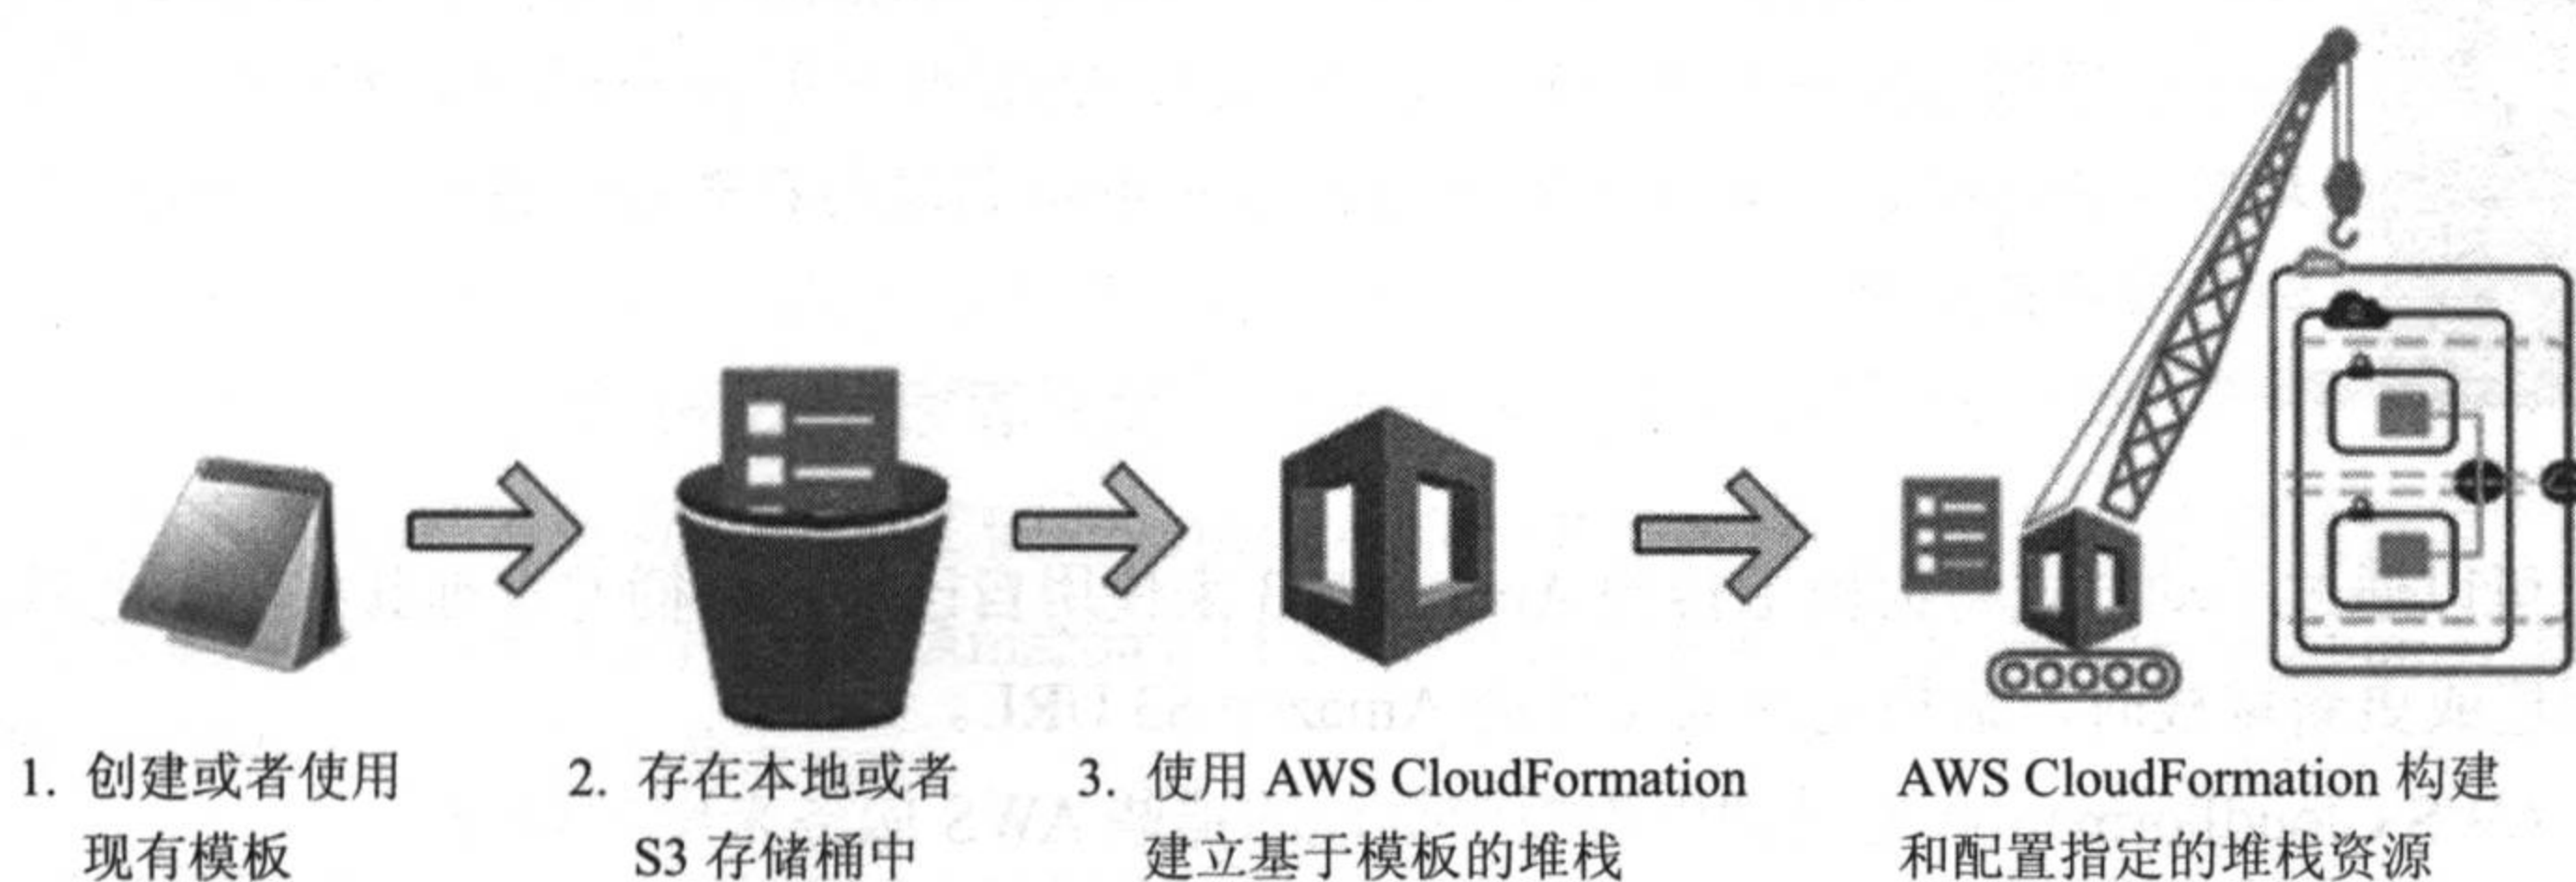 1. 创建或者使用
现有模板
2. 存在本地或者
S3 存储桶中
3. 使用 AWS CloudFormation
建立基于模板的堆栈
AWS CloudFormation 构建
和配置指定的堆栈资源